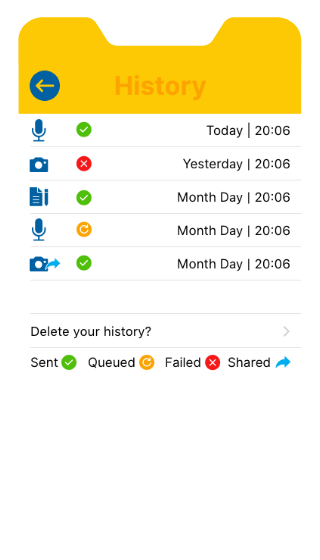 History
Today | 20:06
Yesterday | 20:06
Month Day | 20:06
Month Day | 20:06
Month Day | 20:06
Delete your history?
Sent Queued Failed Shared